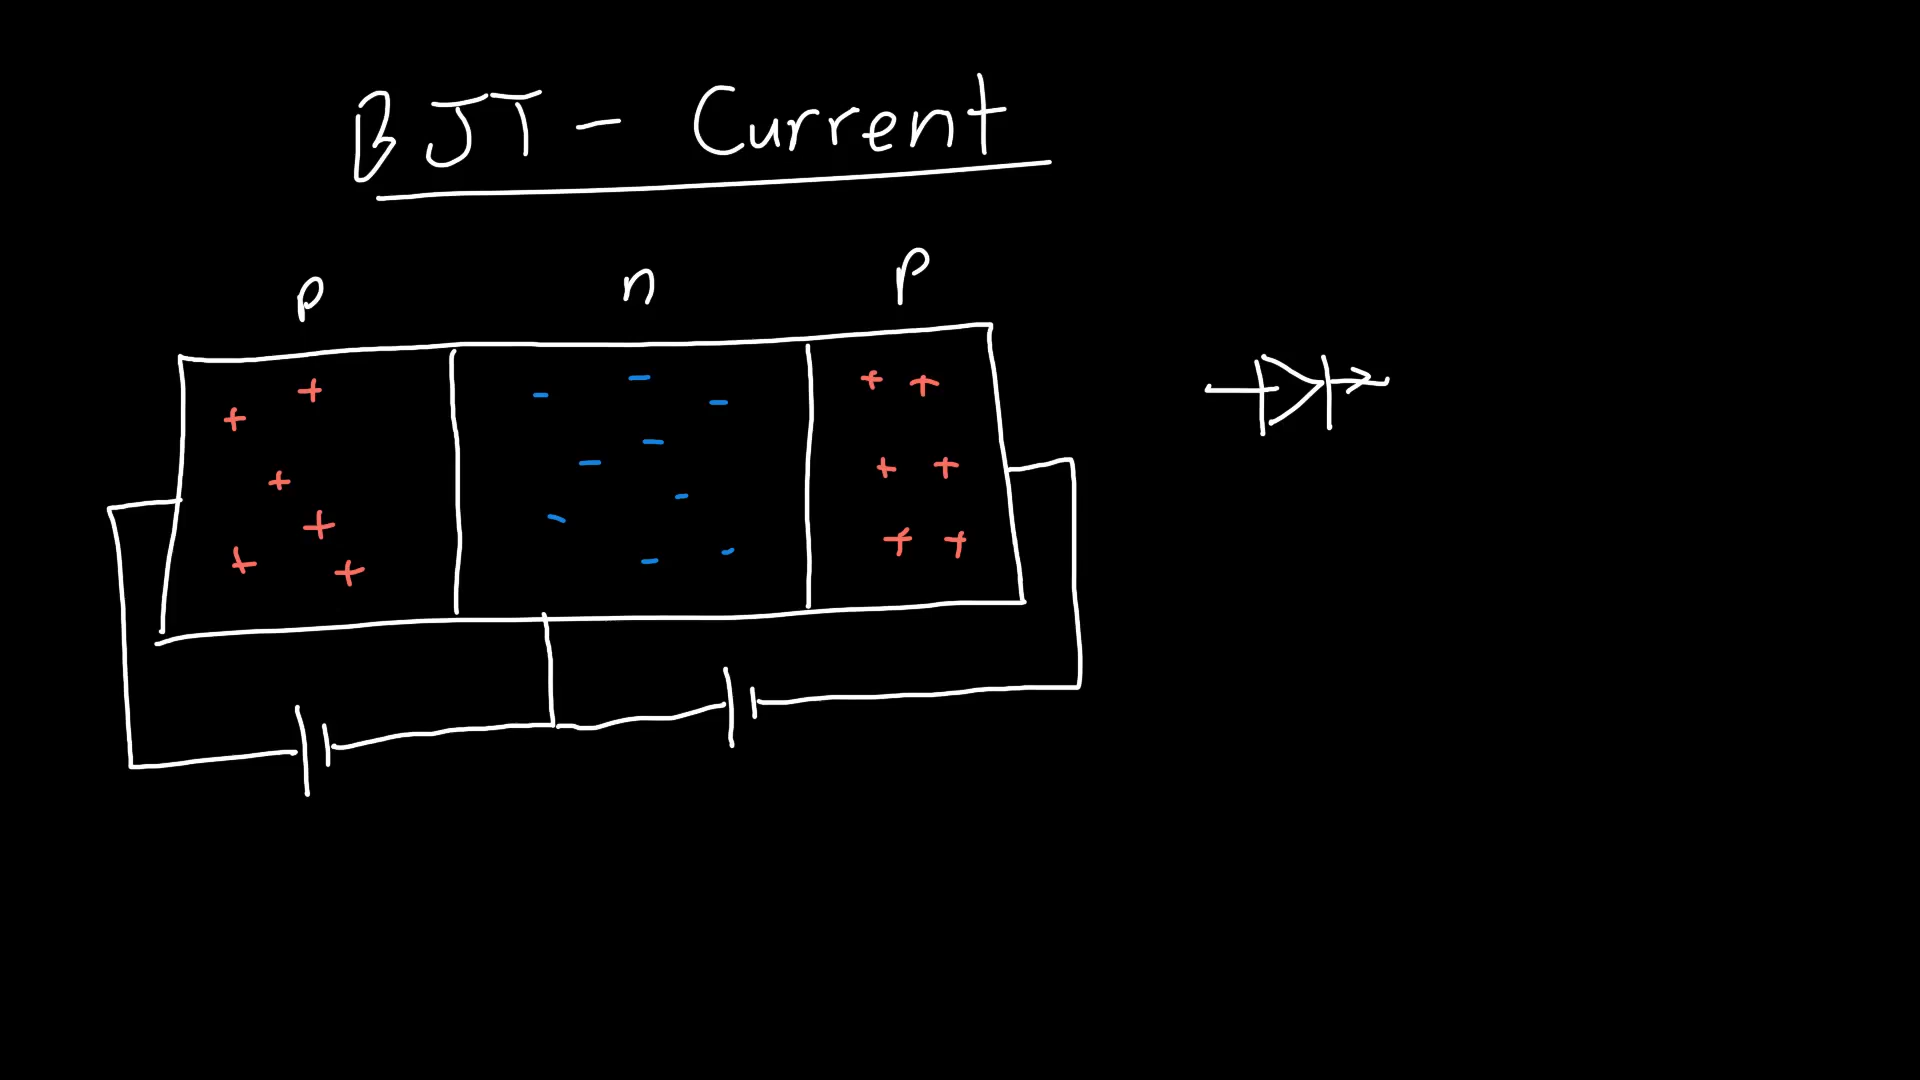 BJT - Current
p n p
+ + - - - + +
+ - - + +
+ - - + +
+ + - -